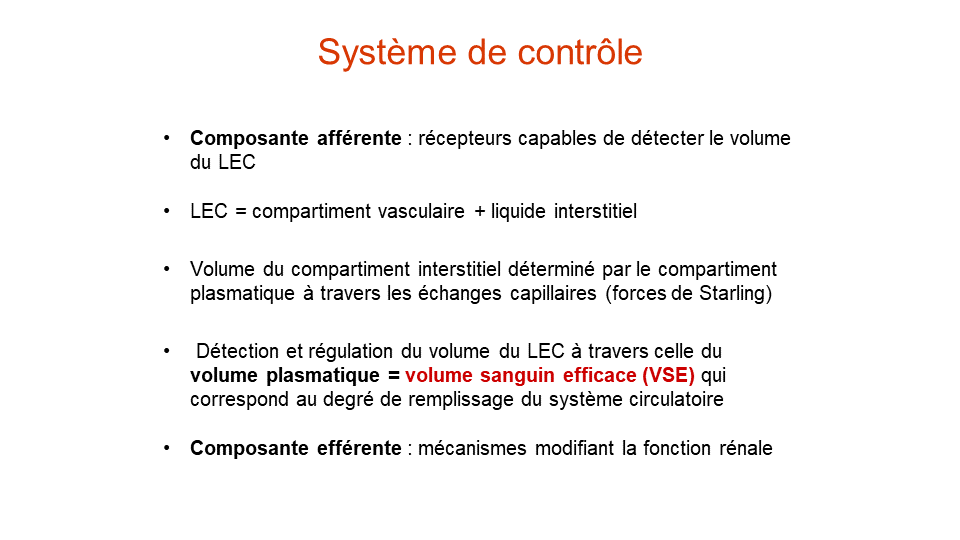 Système de contrôle
• Composante afférente : récepteurs capables de détecter le volume
du LEC
• LEC = compartiment vasculaire + liquide interstitiel
• Volume du compartiment interstitiel déterminé par le compartiment
plasmatique à travers les échanges capillaires (forces de Starling)
• Détection et régulation du volume du LEC à travers celle du
volume plasmatique = volume sanguin efficace (VSE) qui
correspond au degré de remplissage du système circulatoire
• Composante efférente : mécanismes modifiant la fonction rénale